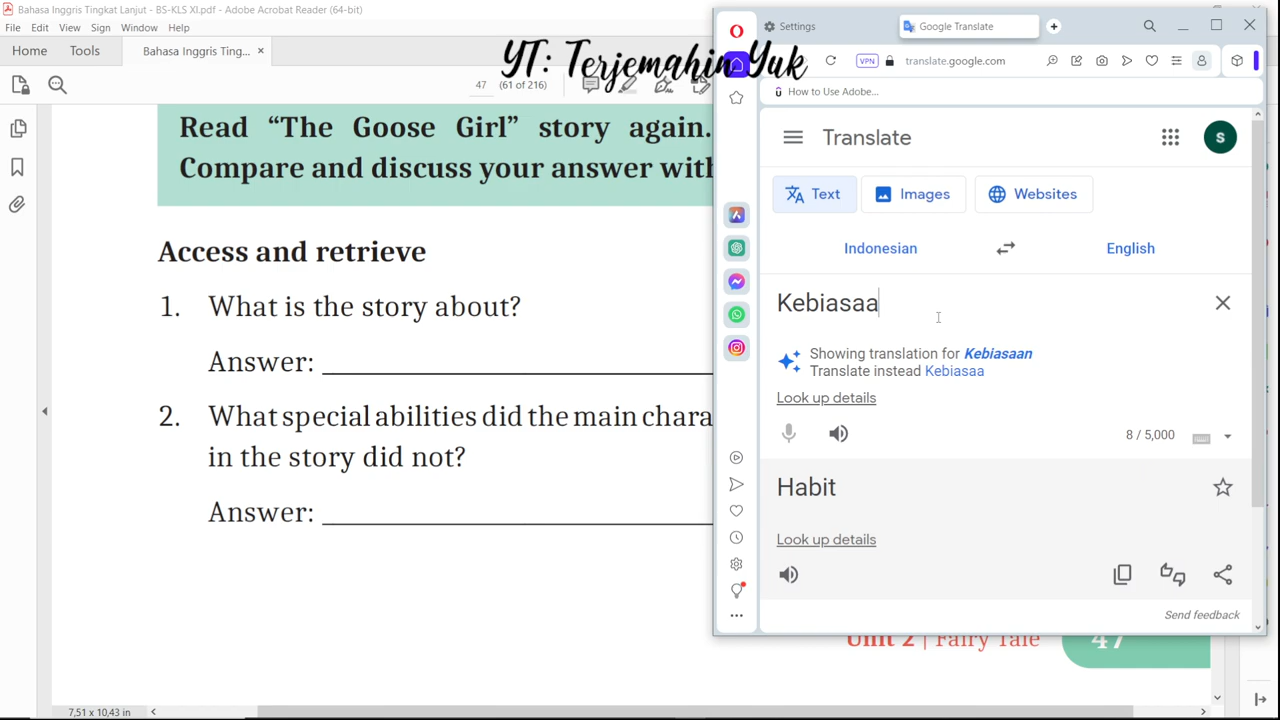 Bahasa Inggris Tingkat Lanjut - BS-KLS XI.pdf - Adobe Acrobat Reader (64-bit)
File Edit View Sign Window Help
Home Tools Bahasa Inggris Ting... ×
47 (61 of 216)
YT: Terjemahin Yuk
Read “The Goose Girl” story again.
Compare and discuss your answer with
Access and retrieve
1. What is the story about?
Answer:
2. What special abilities did the main chara
in the story did not?
Answer:
Unit 2 | Fairy Tale 47
7,51 x 10,43 in
Settings
Google Translate
VPN translate.google.com
How to Use Adobe...
Translate
S
Text Images Websites
Indonesian English
Kebiasaa
Showing translation for Kebiasaan
Translate instead Kebiasaa
Look up details
8 / 5,000
Habit
Look up details
Send feedback